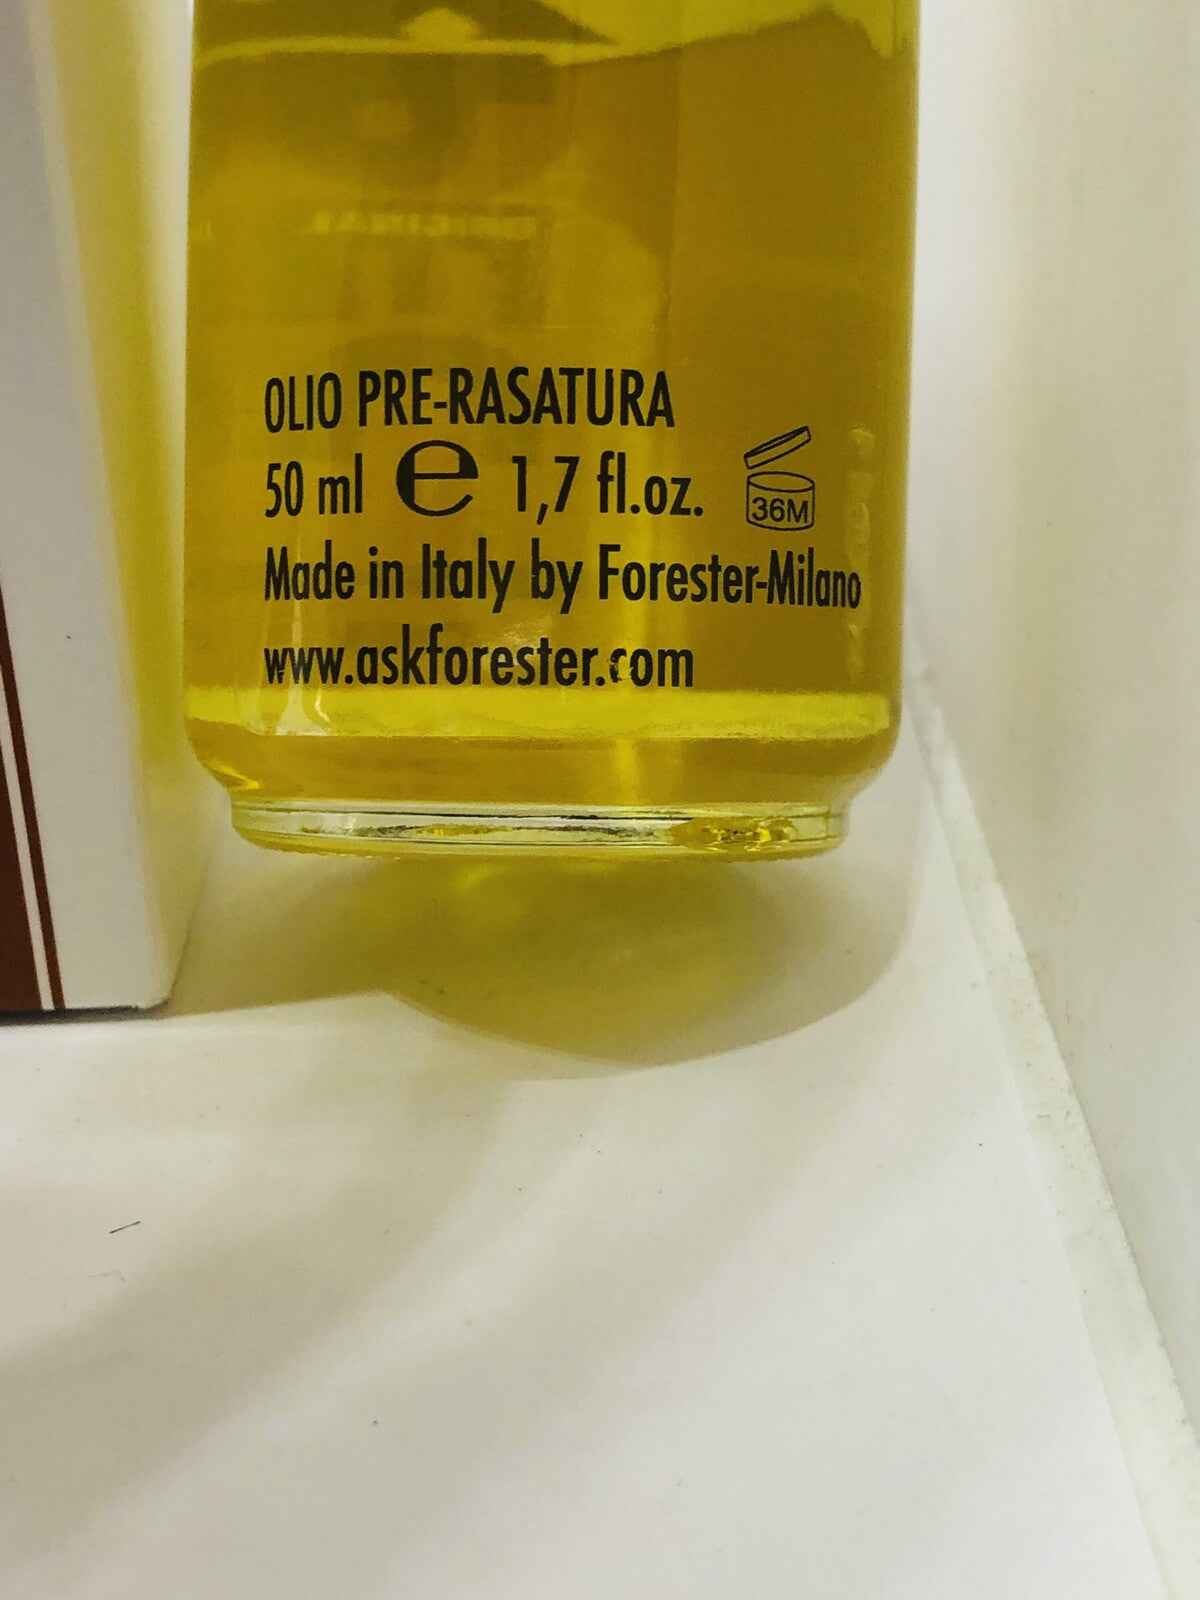 OLIO PRE-RASATURA
50 ml e 1,7 fl.oz. 36M
Made in Italy by Forester-Milano
www.askforester.com